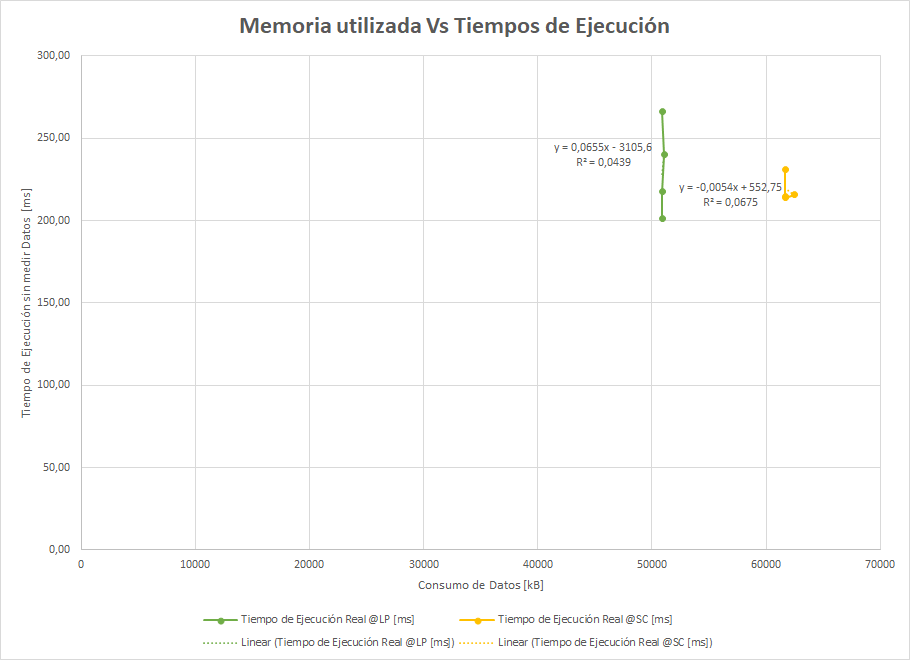 Memoria utilizada Vs Tiempos de Ejecución
300,00
250,00
200,00
150,00
100,00
50,00
0,00
Tiempo de Ejecución sin medir Datos [ms]
y = 0,0655x - 3105,6
R² = 0,0439
y = -0,0054x + 552,75
R² = 0,0675
0 10000 20000 30000 40000 50000 60000 70000
Consumo de Datos [kB]
Tiempo de Ejecución Real @LP [ms] Tiempo de Ejecución Real @SC [ms]
Linear (Tiempo de Ejecución Real @LP [ms]) Linear (Tiempo de Ejecución Real @SC [ms])